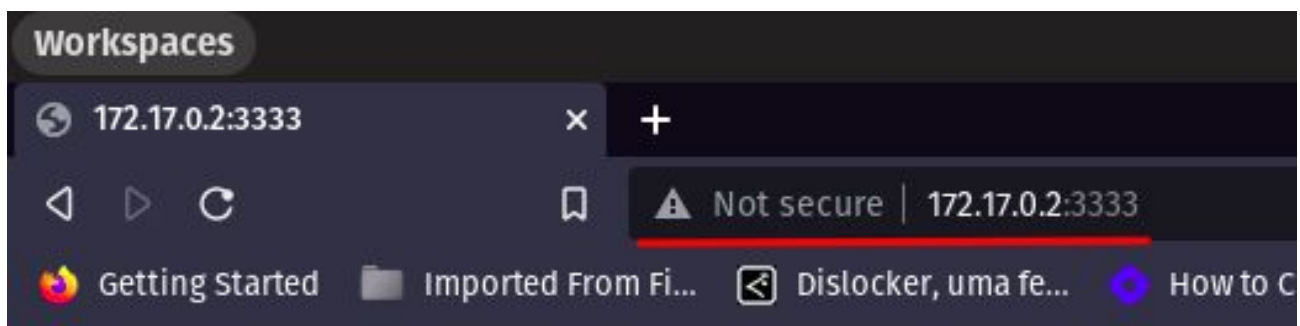 Workspaces
172.17.0.2:3333
Not secure | 172.17.0.2:3333
Getting Started Imported From Fi... Dislocker, uma fe... How to C